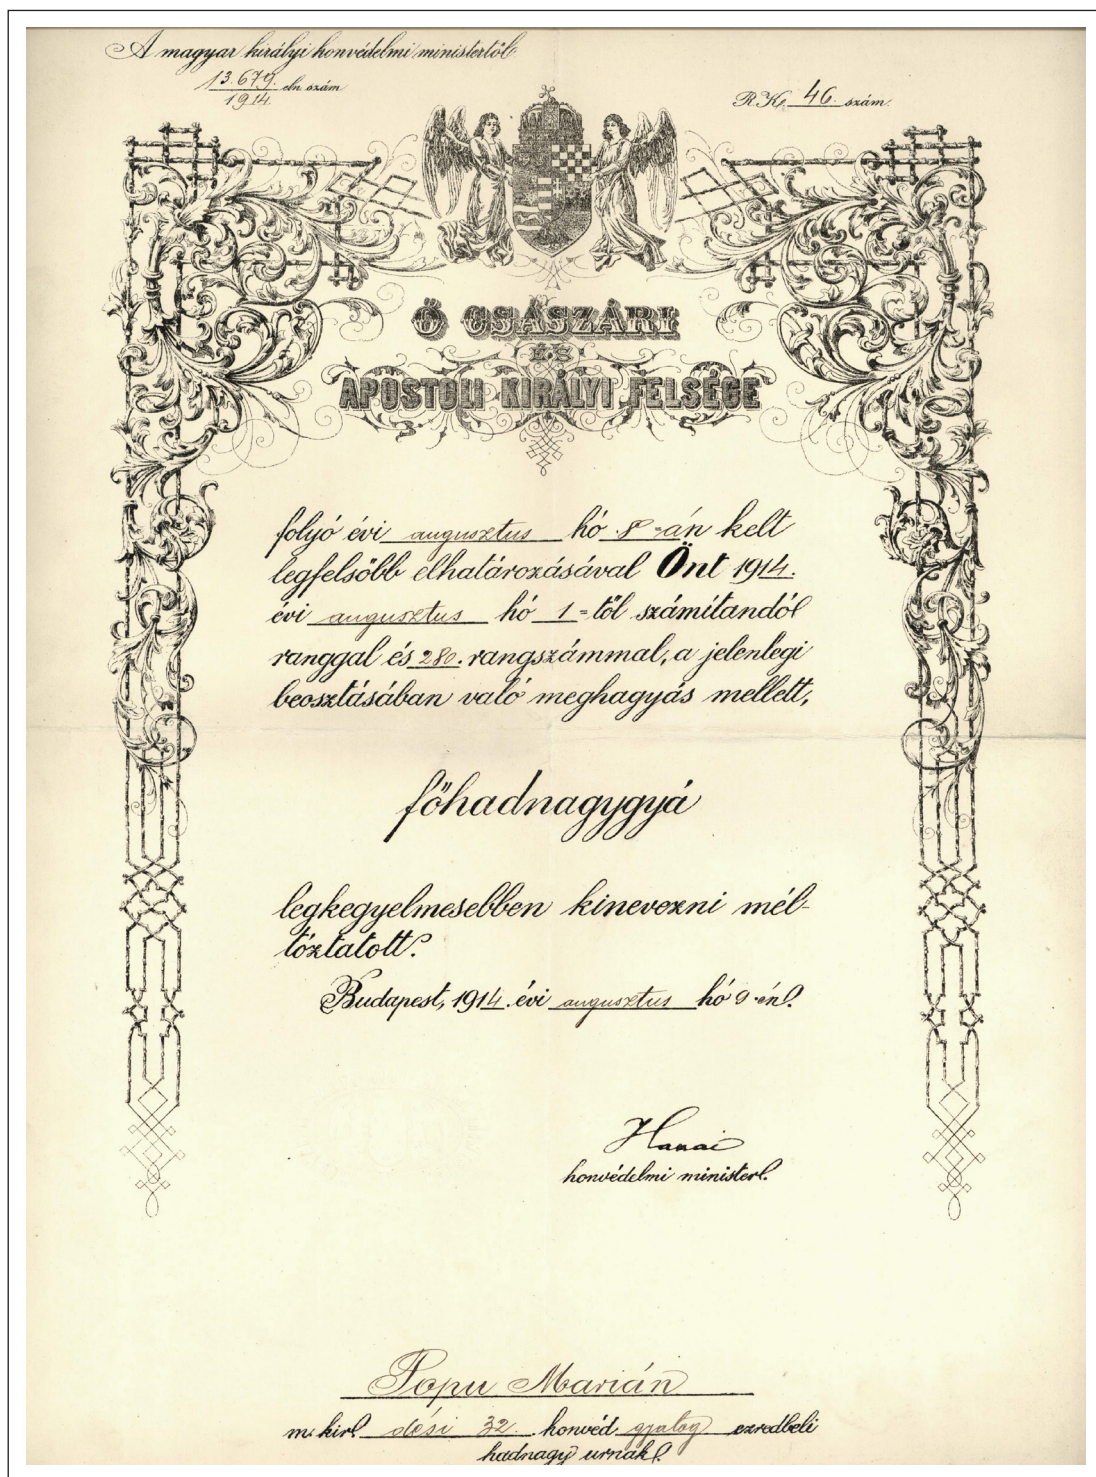 A magyar királyi honvédelmi ministertől.
13.679. eln. szám
1914.
R.K. 46. szám.
Ő CSÁSZÁRI
ÉS
APOSTOLI KIRÁLYI FELSÉGE
folyó évi augusztus hó 8-án kelt
legfelsőbb elhatározásával Önt 1914.
évi augusztus hó 1-től számítandó
ranggal és 280. rangszámmal, a jelenlegi
beosztásában való meghagyás mellett,
főhadnagygyá
legkegyelmesebben kinevezni mél-
tóztatott.
Budapest, 1914. évi augusztus hó 9-én.
honvédelmi minister.
Popu Marián
m. kir. dési 32. honvéd gyalog ezredbeli
hadnagy urnak.